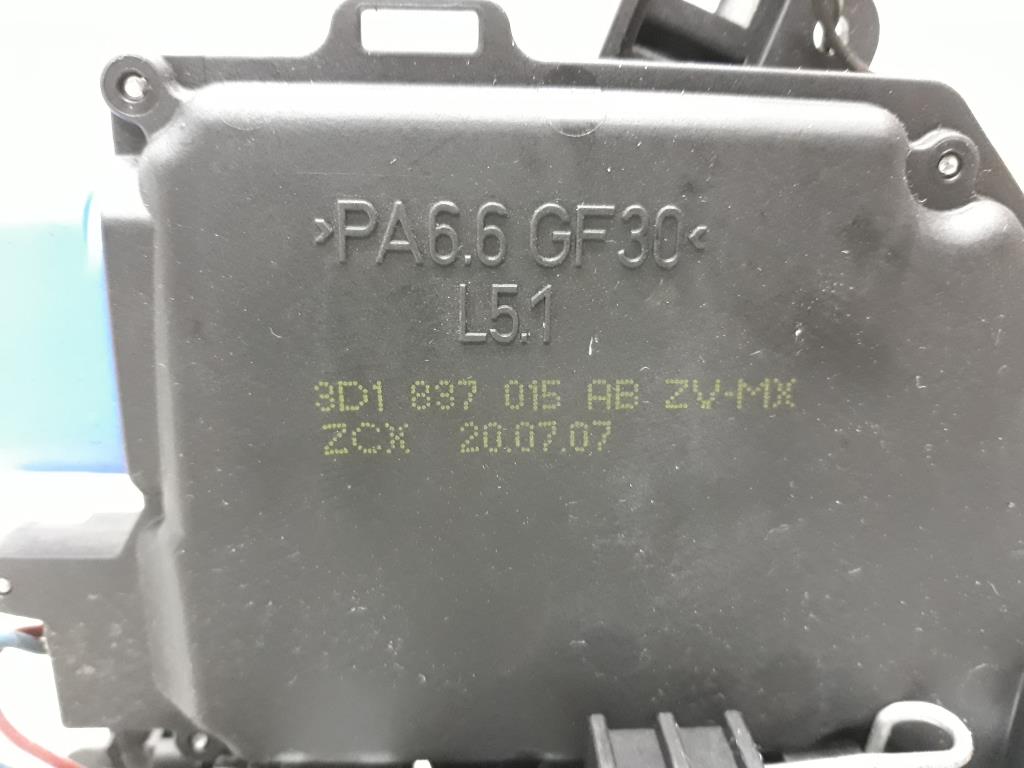 >PA6.6 GF30<
L5.1
3D1 837 015 AB ZV-MX
ZCX 20.07.07